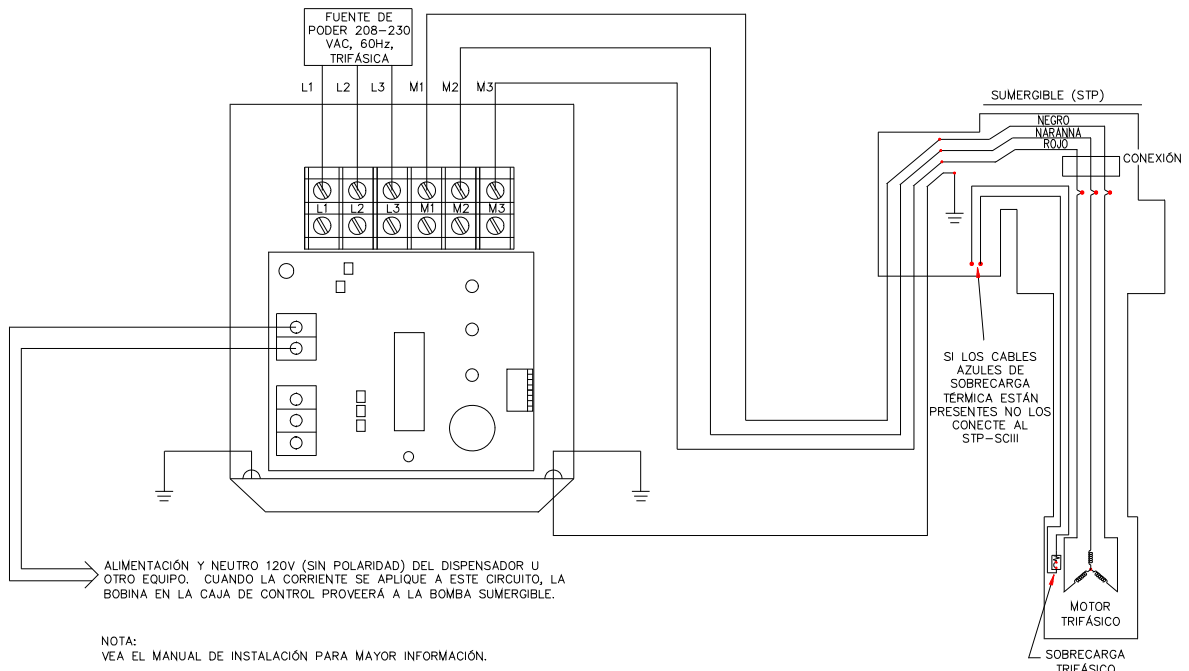 FUENTE DE
PODER 208-230
VAC, 60Hz,
TRIFÁSICA
L1 L2 L3 M1 M2 M3
L1 L2 L3 M1 M2 M3
SUMERGIBLE (STP)
NEGRO
NARANNA
ROJO
CONEXIÓN
SI LOS CABLES
AZULES DE
SOBRECARGA
TÉRMICA ESTÁN
PRESENTES NO LOS
CONECTE AL
STP-SCIII
ALIMENTACIÓN Y NEUTRO 120V (SIN POLARIDAD) DEL DISPENSADOR U
OTRO EQUIPO. CUANDO LA CORRIENTE SE APLIQUE A ESTE CIRCUITO, LA
BOBINA EN LA CAJA DE CONTROL PROVEERÁ A LA BOMBA SUMERGIBLE.
NOTA:
VEA EL MANUAL DE INSTALACIÓN PARA MAYOR INFORMACIÓN.
MOTOR
TRIFÁSICO
SOBRECARGA
TRIFÁSICO